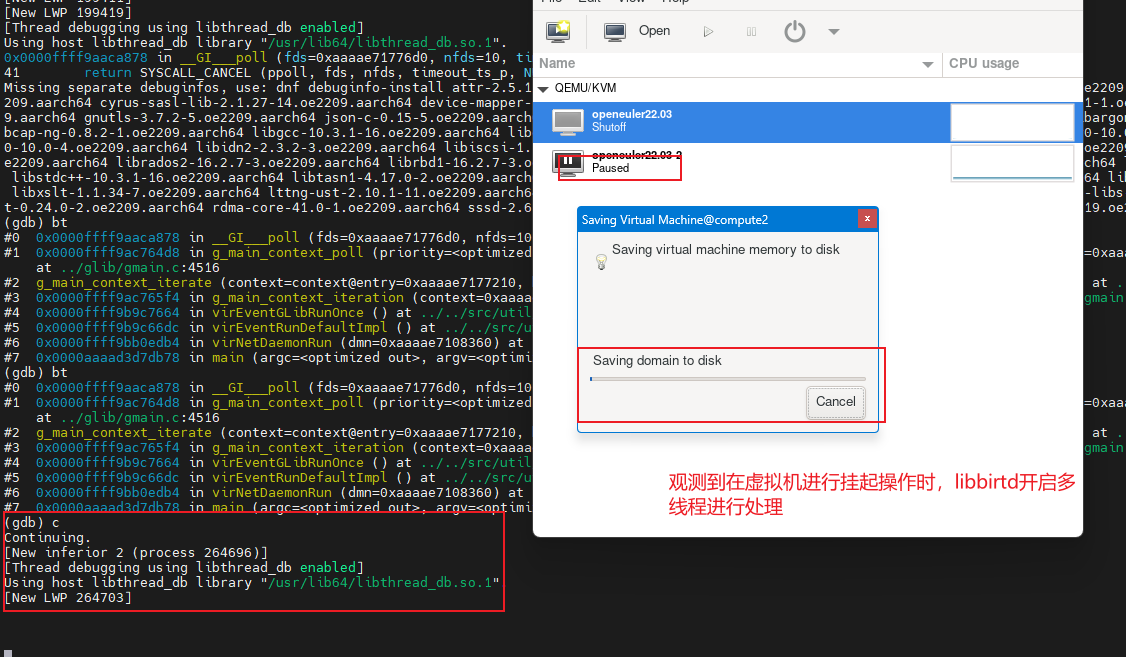 [New LWP 199411]
[New LWP 199419]
[Thread debugging using libthread_db enabled]
Using host libthread_db library "/usr/lib64/libthread_db.so.1".
0x0000ffff9aaca878 in __GI___poll (fds=0xaaaae71776d0, nfds=10, ti
41 return SYSCALL_CANCEL (ppoll, fds, nfds, timeout_ts_p, N
Missing separate debuginfos, use: dnf debuginfo-install attr-2.5.1
209.aarch64 cyrus-sasl-lib-2.1.27-14.oe2209.aarch64 device-mapper-
9.aarch64 gnutls-3.7.2-5.oe2209.aarch64 json-c-0.15-5.oe2209.aarch
bcap-ng-0.8.2-1.oe2209.aarch64 libgcc-10.3.1-16.oe2209.aarch64 lib
0-10.0-4.oe2209.aarch64 libidn2-2.3.2-3.oe2209.aarch64 libiscsi-1.
e2209.aarch64 librados2-16.2.7-3.oe2209.aarch64 librbd1-16.2.7-3.o
libstdc++-10.3.1-16.oe2209.aarch64 libtasn1-4.17.0-2.oe2209.aarch
libxslt-1.1.34-7.oe2209.aarch64 lttng-ust-2.10.1-11.oe2209.aarch64
t-0.24.0-2.oe2209.aarch64 rdma-core-41.0-1.oe2209.aarch64 sssd-2.6
(gdb) bt
#0 0x0000ffff9aaca878 in __GI___poll (fds=0xaaaae71776d0, nfds=10
#1 0x0000ffff9ac764d8 in g_main_context_poll (priority=<optimized
at ../glib/gmain.c:4516
#2 g_main_context_iterate (context=context@entry=0xaaaae7177210,
#3 0x0000ffff9ac765f4 in g_main_context_iteration (context=0xaaaa
#4 0x0000ffff9b9c7664 in virEventGLibRunOnce () at ../../src/util
#5 0x0000ffff9b9c66dc in virEventRunDefaultImpl () at ../../src/u
#6 0x0000ffff9bb0edb4 in virNetDaemonRun (dmn=0xaaaae7108360) at
#7 0x0000aaaad3d7db78 in main (argc=<optimized out>, argv=<optimi
(gdb) bt
#0 0x0000ffff9aaca878 in __GI___poll (fds=0xaaaae71776d0, nfds=10
#1 0x0000ffff9ac764d8 in g_main_context_poll (priority=<optimized
at ../glib/gmain.c:4516
#2 g_main_context_iterate (context=context@entry=0xaaaae7177210,
#3 0x0000ffff9ac765f4 in g_main_context_iteration (context=0xaaaa
#4 0x0000ffff9b9c7664 in virEventGLibRunOnce () at ../../src/util
#5 0x0000ffff9b9c66dc in virEventRunDefaultImpl () at ../../src/u
#6 0x0000ffff9bb0edb4 in virNetDaemonRun (dmn=0xaaaae7108360) at
#7 0x0000aaaad3d7db78 in main (argc=<optimized out>, argv=<optimi
(gdb) c
Continuing.
[New inferior 2 (process 264696)]
[Thread debugging using libthread_db enabled]
Using host libthread_db library "/usr/lib64/libthread_db.so.1"
[New LWP 264703]
File Edit View Help
Open
Name CPU usage
QEMU/KVM
openeuler22.03
Shutoff
openeuler22.03-2
Paused
Saving Virtual Machine@compute2
Saving virtual machine memory to disk
Saving domain to disk
Cancel
观测到在虚拟机进行挂起操作时，libbirtd开启多
线程进行处理